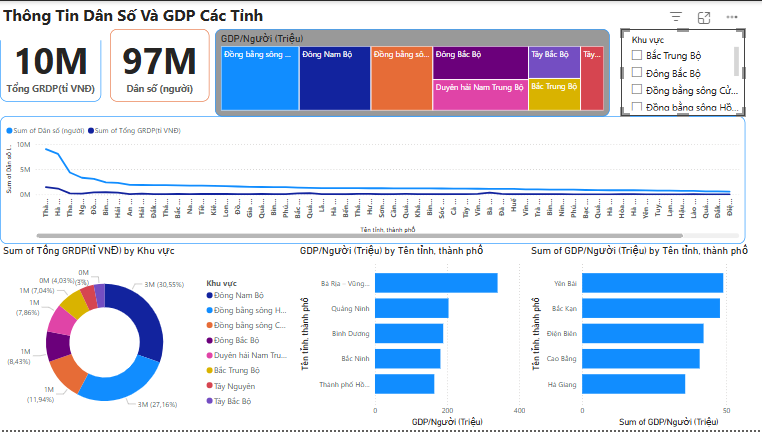 Thông Tin Dân Số Và GDP Các Tỉnh
10M
Tổng GRDP(tỉ VNĐ)
97M
Dân số (người)
GDP/Người (Triệu)
Đồng bằng sông ...
Đông Nam Bộ
Đồng bằng sô...
Đông Bắc Bộ
Duyên hải Nam Trung Bộ
Tây Bắc Bộ
Bắc Trung Bộ
Tây...
Khu vực
Bắc Trung Bộ
Đông Bắc Bộ
Đồng bằng sông Cử...
Đồng bằng sông Hồ...
Sum of Dân số (người)
Sum of Tổng GRDP(tỉ VNĐ)
10M
5M
0M
Tên tỉnh, thành phố
Sum of Tổng GRDP(tỉ VNĐ) by Khu vực
0M
0M (4,03%)
0M (7,04%)
1M (7,04%)
1M
(7,86%)
1M
(8,43%)
1M
(11,94%)
3M (30,55%)
3M (27,16%)
Khu vực
Đông Nam Bộ
Đồng bằng sông H...
Đồng bằng sông C...
Đông Bắc Bộ
Duyên hải Nam Tru...
Bắc Trung Bộ
Tây Nguyên
Tây Bắc Bộ
GDP/Người (Triệu) by Tên tỉnh, thành phố
Tên tỉnh, thành phố
Bà Rịa – Vũng...
Quảng Ninh
Bình Dương
Bắc Ninh
Thành phố Hồ...
0
200
400
GDP/Người (Triệu)
Sum of GDP/Người (Triệu) by Tên tỉnh, thành phố
Tên tỉnh, thành phố
Yên Bái
Bắc Kạn
Điện Biên
Cao Bằng
Hà Giang
0
50
Sum of GDP/Người (Triệu)